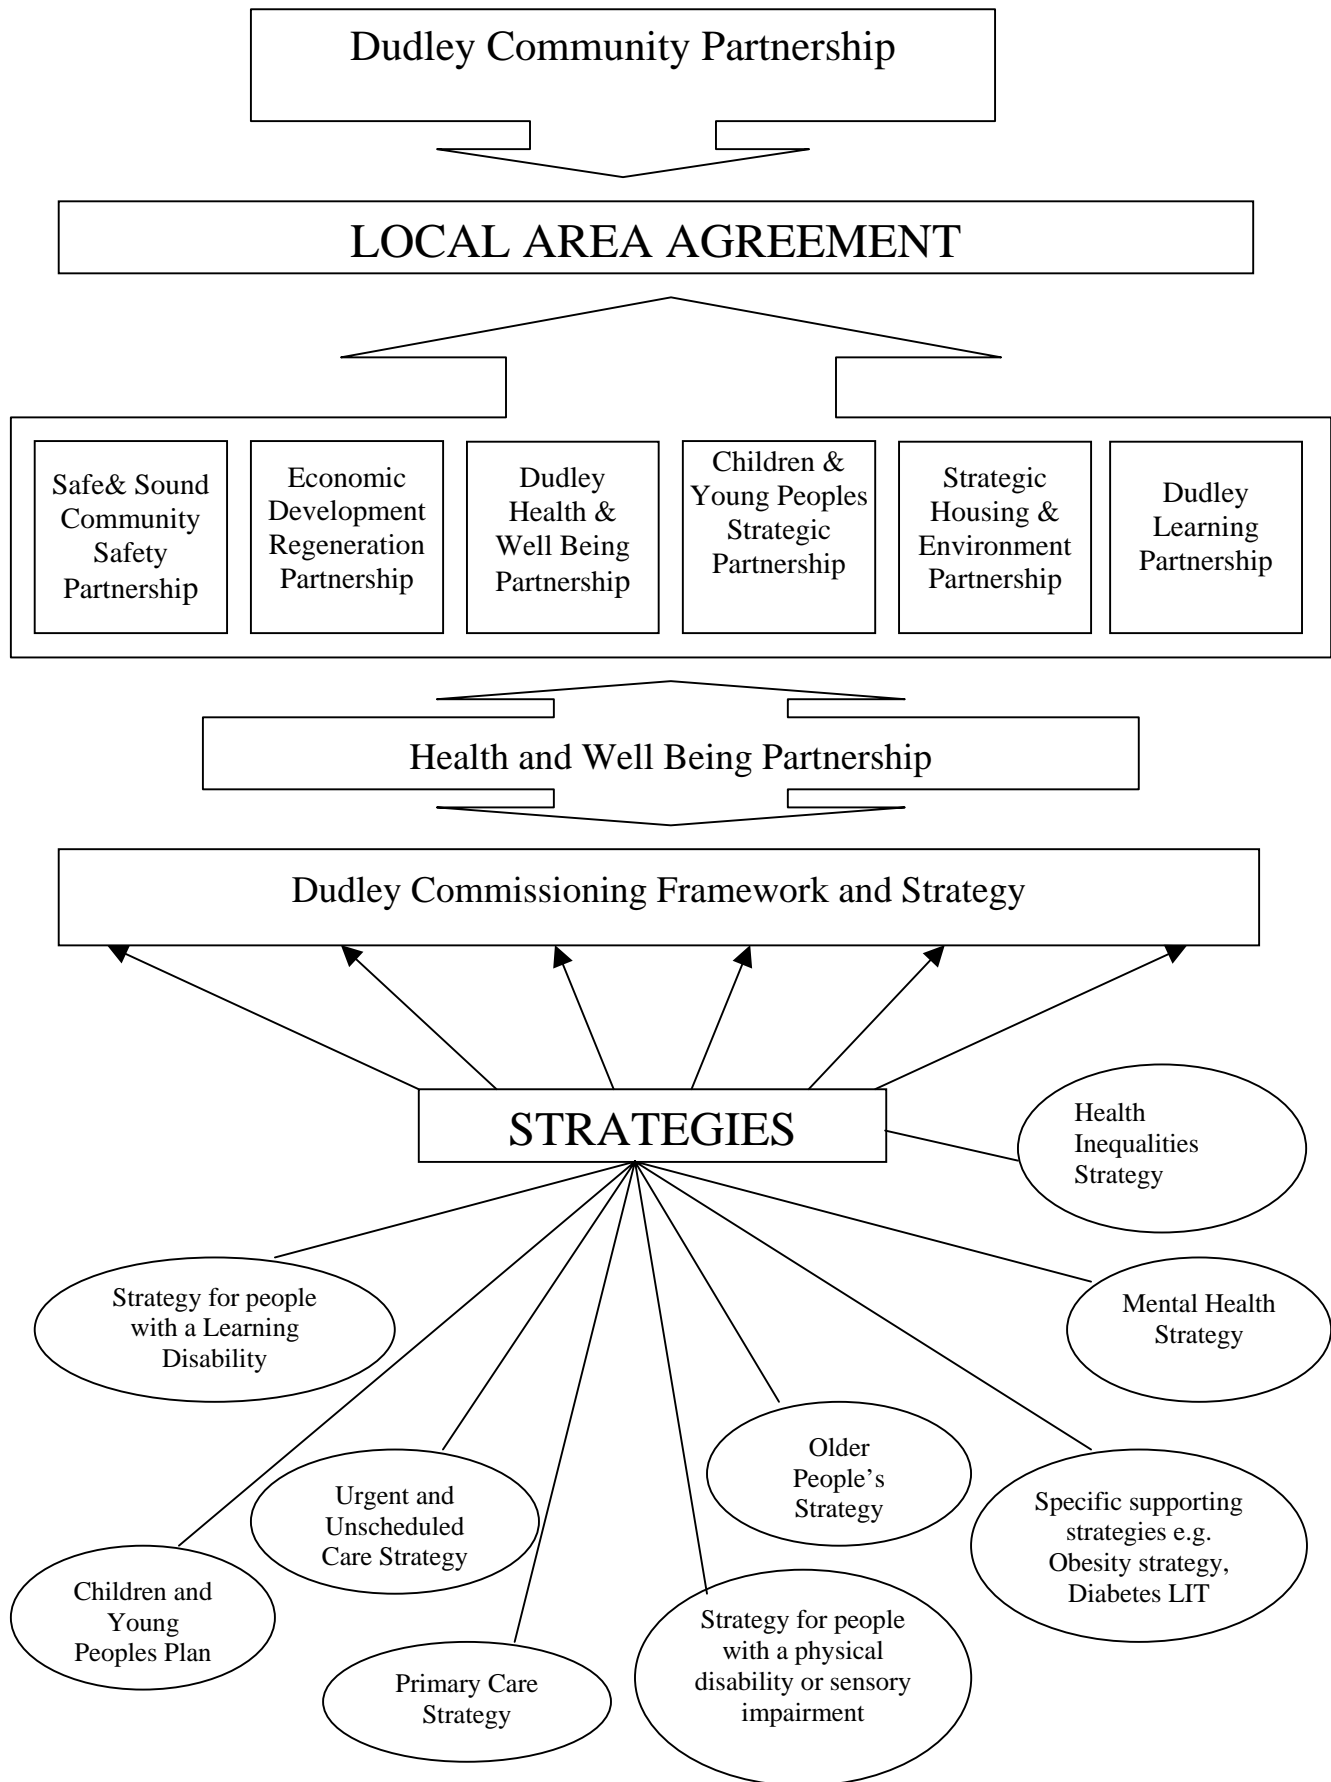 Dudley Community Partnership
LOCAL AREA AGREEMENT
Safe& Sound
Community
Safety
Partnership
Economic
Development
Regeneration
Partnership
Dudley
Health &
Well Being
Partnership
Children &
Young Peoples
Strategic
Partnership
Strategic
Housing &
Environment
Partnership
Dudley
Learning
Partnership
Health and Well Being Partnership
Dudley Commissioning Framework and Strategy
STRATEGIES
Health
Inequalities
Strategy
Strategy for people
with a Learning
Disability
Mental Health
Strategy
Older
People’s
Strategy
Urgent and
Unscheduled
Care Strategy
Specific supporting
strategies e.g.
Obesity strategy,
Diabetes LIT
Children and
Young
Peoples Plan
Strategy for people
with a physical
disability or sensory
impairment
Primary Care
Strategy